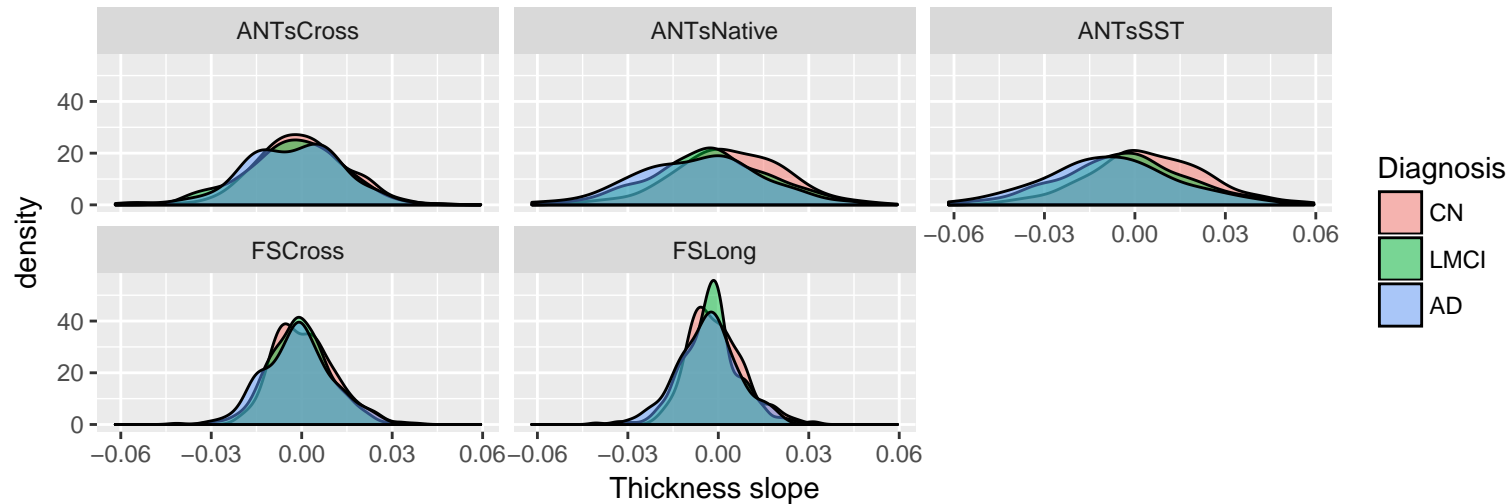 ANTsCross ANTsNative ANTsSST
40
20
0
−0.06 −0.03 0.00 0.03 0.06
FSCross FSLong
40
20
0
−0.06 −0.03 0.00 0.03 0.06 −0.06 −0.03 0.00 0.03 0.06
Thickness slope
density
Diagnosis
CN
LMCI
AD